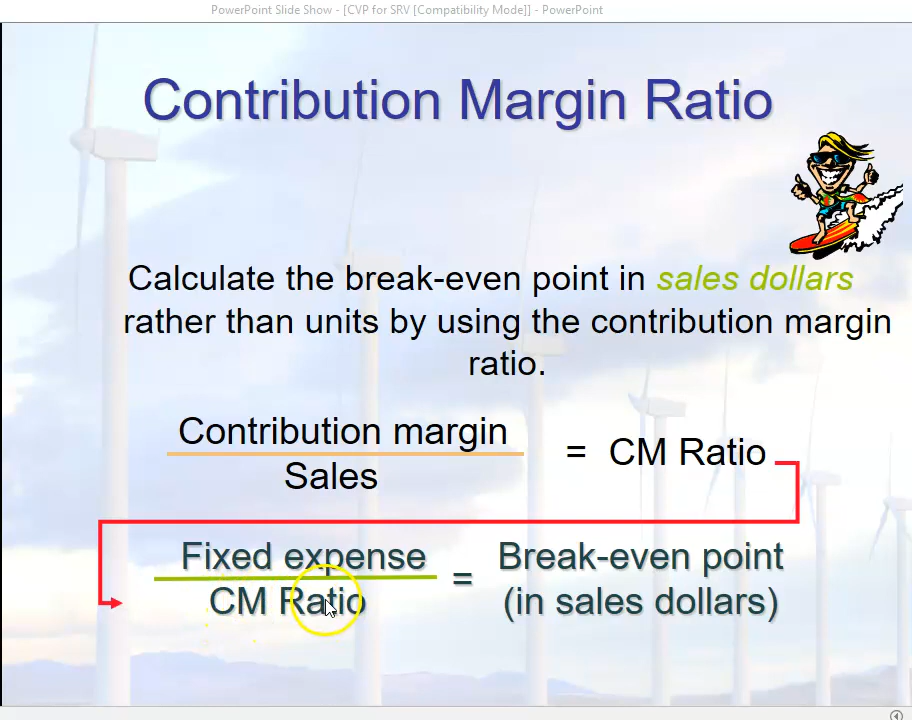 PowerPoint Slide Show - [CVP for SRV [Compatibility Mode]] - PowerPoint
Contribution Margin Ratio
Calculate the break-even point in sales dollars
rather than units by using the contribution margin
ratio.
Contribution margin
Sales
= CM Ratio
Fixed expense
CM Ratio
=
Break-even point
(in sales dollars)